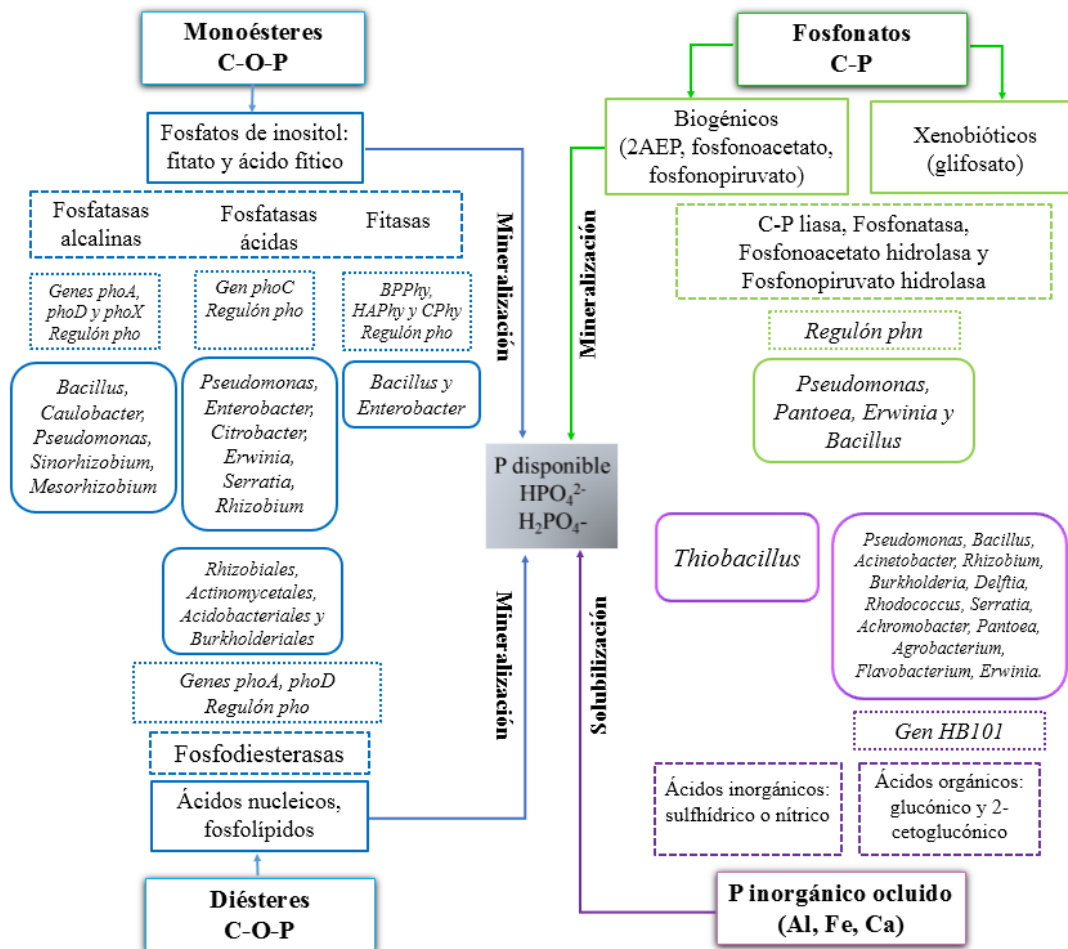 Monoésteres
C-O-P
Fosfatos de inositol:
fitato y ácido fítico
Fosfatasas
alcalinas
Fosfatasas
ácidas
Fitasas
Genes phoA,
phoD y phoX
Regulón pho
Gen phoC
Regulón pho
BPPhy,
HAPhy y CPhy
Regulón pho
Bacillus,
Caulobacter,
Pseudomonas,
Sinorhizobium,
Mesorhizobium
Pseudomonas,
Enterobacter,
Citrobacter,
Erwinia,
Serratia,
Rhizobium
Bacillus y
Enterobacter
Mineralización
Fosfonatos
C-P
Biogénicos
(2AEP, fosfonoacetato,
fosfonopiruvato)
Xenobióticos
(glifosato)
C-P liasa, Fosfonatasa,
Fosfonoacetato hidrolasa y
Fosfonopiruvato hidrolasa
Regulón phn
Pseudomonas,
Pantoea, Erwinia y
Bacillus
Mineralización
P disponible
HPO₄²⁻
H₂PO₄-
Rhizobiales,
Actinomycetales,
Acidobacteriales y
Burkholderiales
Genes phoA, phoD
Regulón pho
Fosfodiesterasas
Ácidos nucleicos,
fosfolípidos
Diésteres
C-O-P
Mineralización
Solubilización
Thiobacillus
Pseudomonas, Bacillus,
Acinetobacter, Rhizobium,
Burkholderia, Delftia,
Rhodococcus, Serratia,
Achromobacter, Pantoea,
Agrobacterium,
Flavobacterium, Erwinia.
Gen HB101
Ácidos inorgánicos:
sulfhídrico o nítrico
Ácidos orgánicos:
glucónico y 2-
cetoglucónico
P inorgánico ocluido
(Al, Fe, Ca)